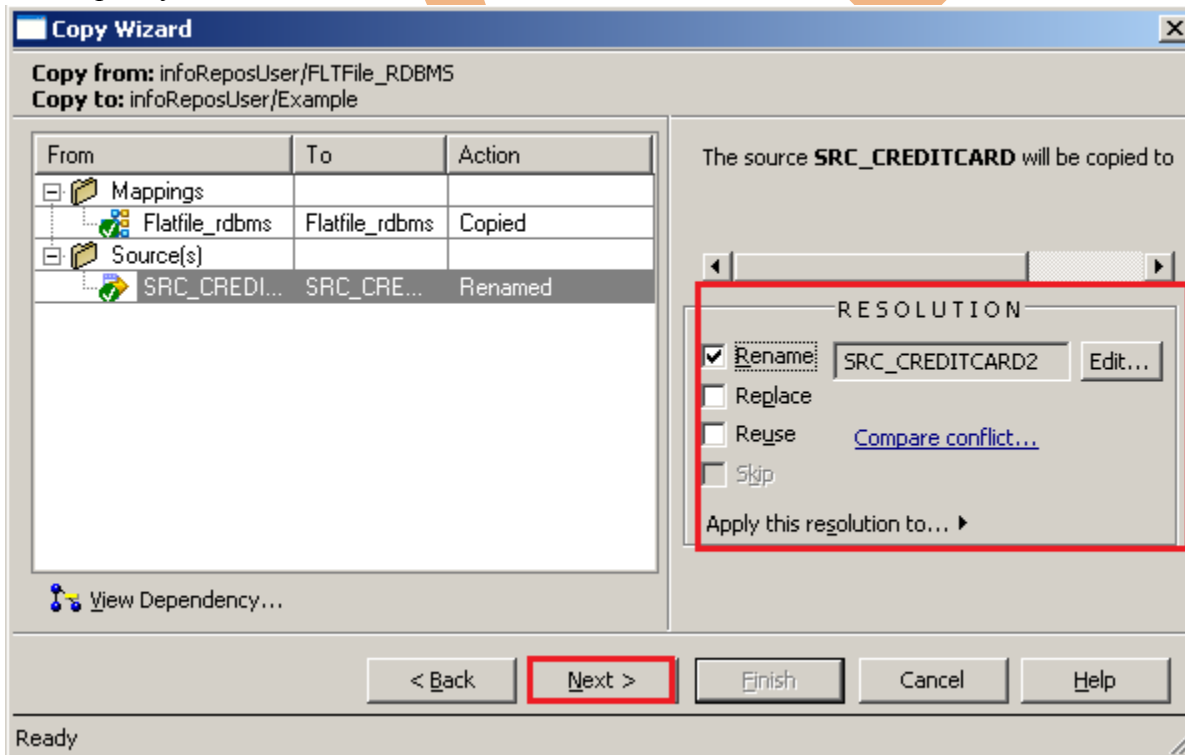 Copy Wizard
Copy from: infoReposUser/FLTFile_RDBMS
Copy to: infoReposUser/Example
From To Action
Mappings
Flatfile_rdbms Flatfile_rdbms Copied
Source(s)
SRC_CREDI... SRC_CRE... Renamed
View Dependency...
The source SRC_CREDITCARD will be copied to
RESOLUTION
Rename SRC_CREDITCARD2 Edit...
Replace
Reuse Compare conflict...
Skip
Apply this resolution to...
< Back Next > Finish Cancel Help
Ready